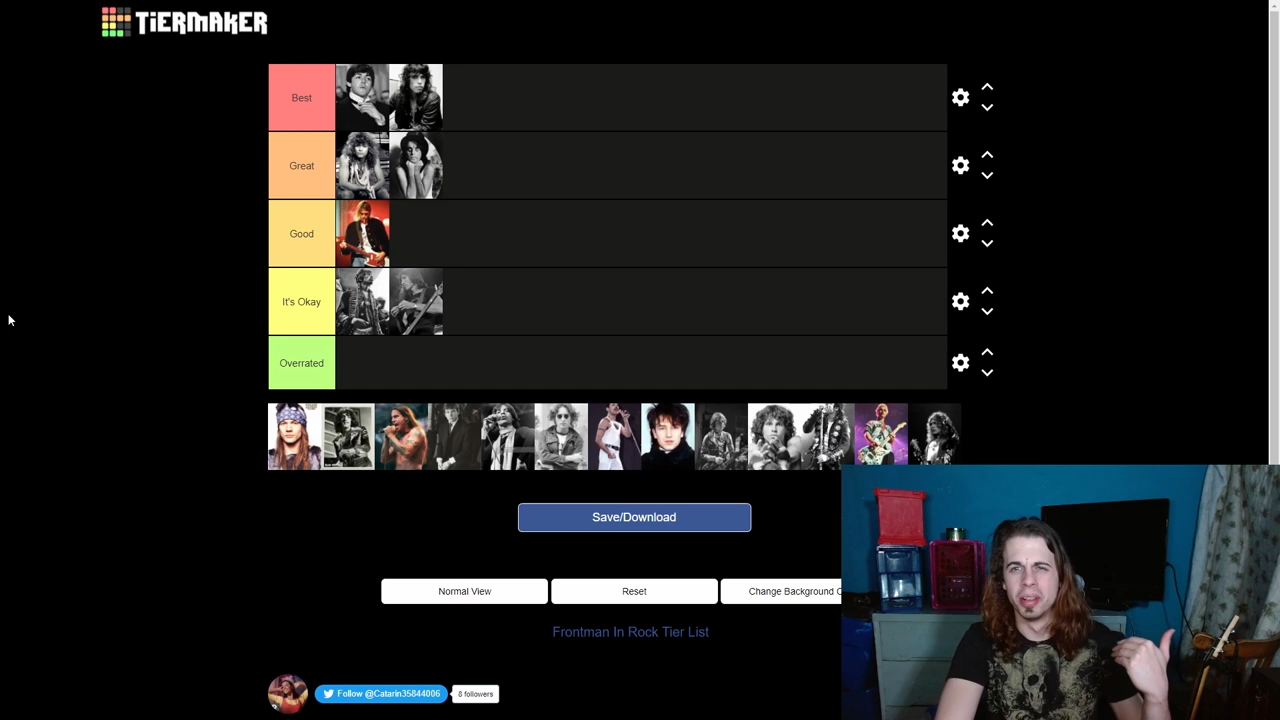 TiERMAKER
Best
Great
Good
It's Okay
Overrated
Save/Download
Normal View
Reset
Change Background C
Frontman In Rock Tier List
Follow @Catarin35844006
8 followers